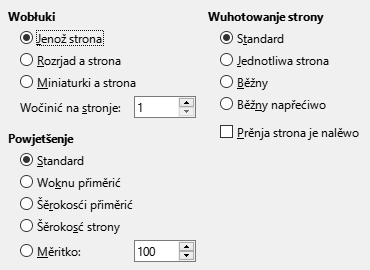 Wobłuki
Jenož strona
Rozrjad a strona
Miniaturki a strona
Wočinić na stronje: 1
Powjetšenje
Standard
Woknu přiměrić
Šěrokosći přiměrić
Šěrokosć strony
Měritko: 100
Wuhotowanje strony
Standard
Jednotliwa strona
Běžny
Běžny napřećiwo
Prěnja strona je nalěwo